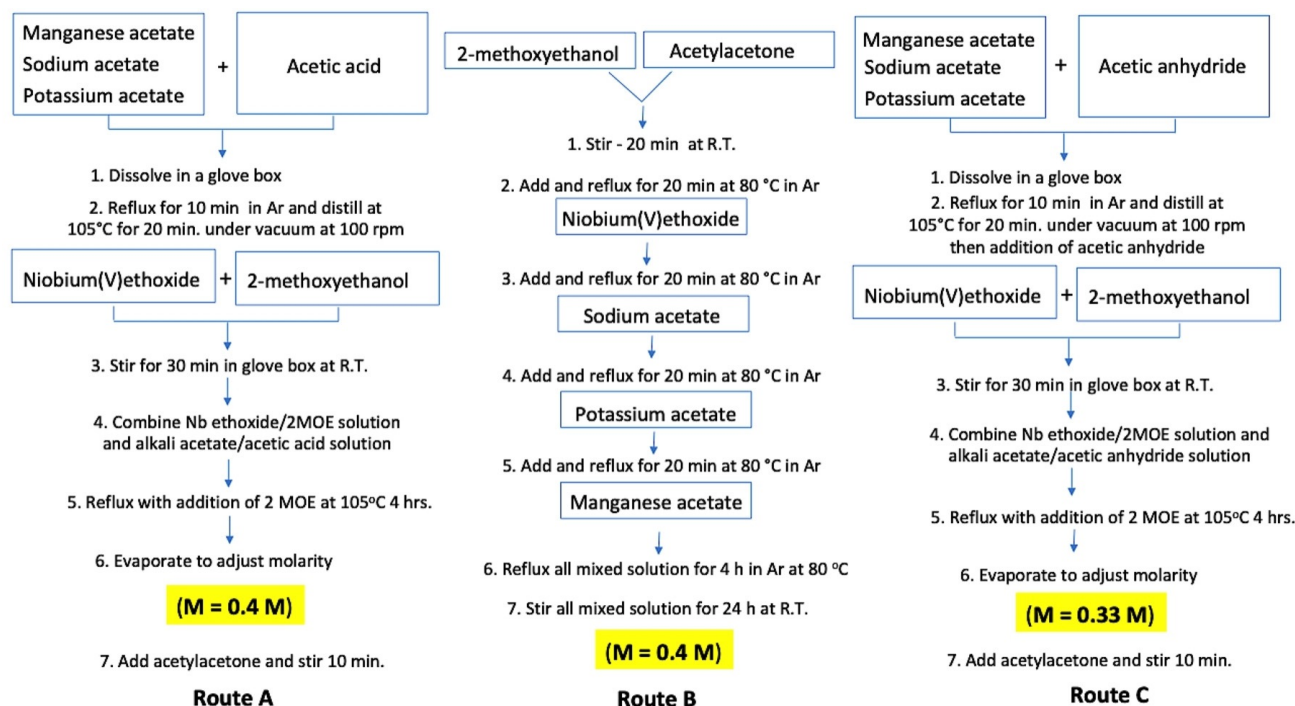 Manganese acetate
Sodium acetate
Potassium acetate
+
Acetic acid
1. Dissolve in a glove box
2. Reflux for 10 min in Ar and distill at
105°C for 20 min. under vacuum at 100 rpm
Niobium(V)ethoxide + 2-methoxyethanol
3. Stir for 30 min in glove box at R.T.
4. Combine Nb ethoxide/2MOE solution
and alkali acetate/acetic acid solution
5. Reflux with addition of 2 MOE at 105°C 4 hrs.
6. Evaporate to adjust molarity
(M = 0.4 M)
7. Add acetylacetone and stir 10 min.
Route A
2-methoxyethanol Acetylacetone
1. Stir - 20 min at R.T.
2. Add and reflux for 20 min at 80 °C in Ar
Niobium(V)ethoxide
3. Add and reflux for 20 min at 80 °C in Ar
Sodium acetate
4. Add and reflux for 20 min at 80 °C in Ar
Potassium acetate
5. Add and reflux for 20 min at 80 °C in Ar
Manganese acetate
6. Reflux all mixed solution for 4 h in Ar at 80 °C
7. Stir all mixed solution for 24 h at R.T.
(M = 0.4 M)
Route B
Manganese acetate
Sodium acetate
Potassium acetate
+
Acetic anhydride
1. Dissolve in a glove box
2. Reflux for 10 min in Ar and distill at
105°C for 20 min. under vacuum at 100 rpm
then addition of acetic anhydride
Niobium(V)ethoxide + 2-methoxyethanol
3. Stir for 30 min in glove box at R.T.
4. Combine Nb ethoxide/2MOE solution and
alkali acetate/acetic anhydride solution
5. Reflux with addition of 2 MOE at 105°C 4 hrs.
6. Evaporate to adjust molarity
(M = 0.33 M)
7. Add acetylacetone and stir 10 min.
Route C